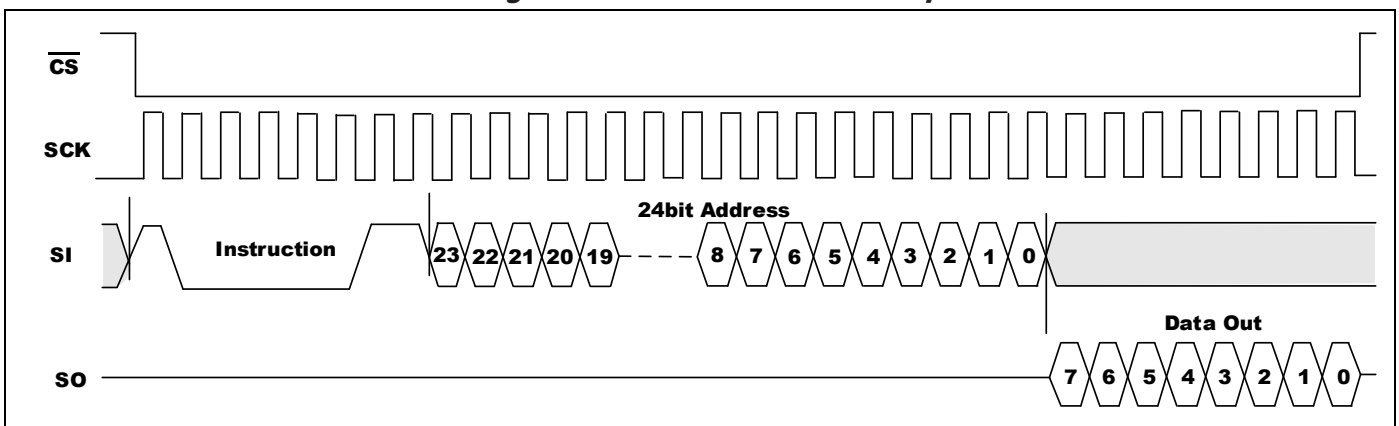 CS
SCK
24bit Address
SI Instruction 23 22 21 20 19 8 7 6 5 4 3 2 1 0
Data Out
SO 7 6 5 4 3 2 1 0